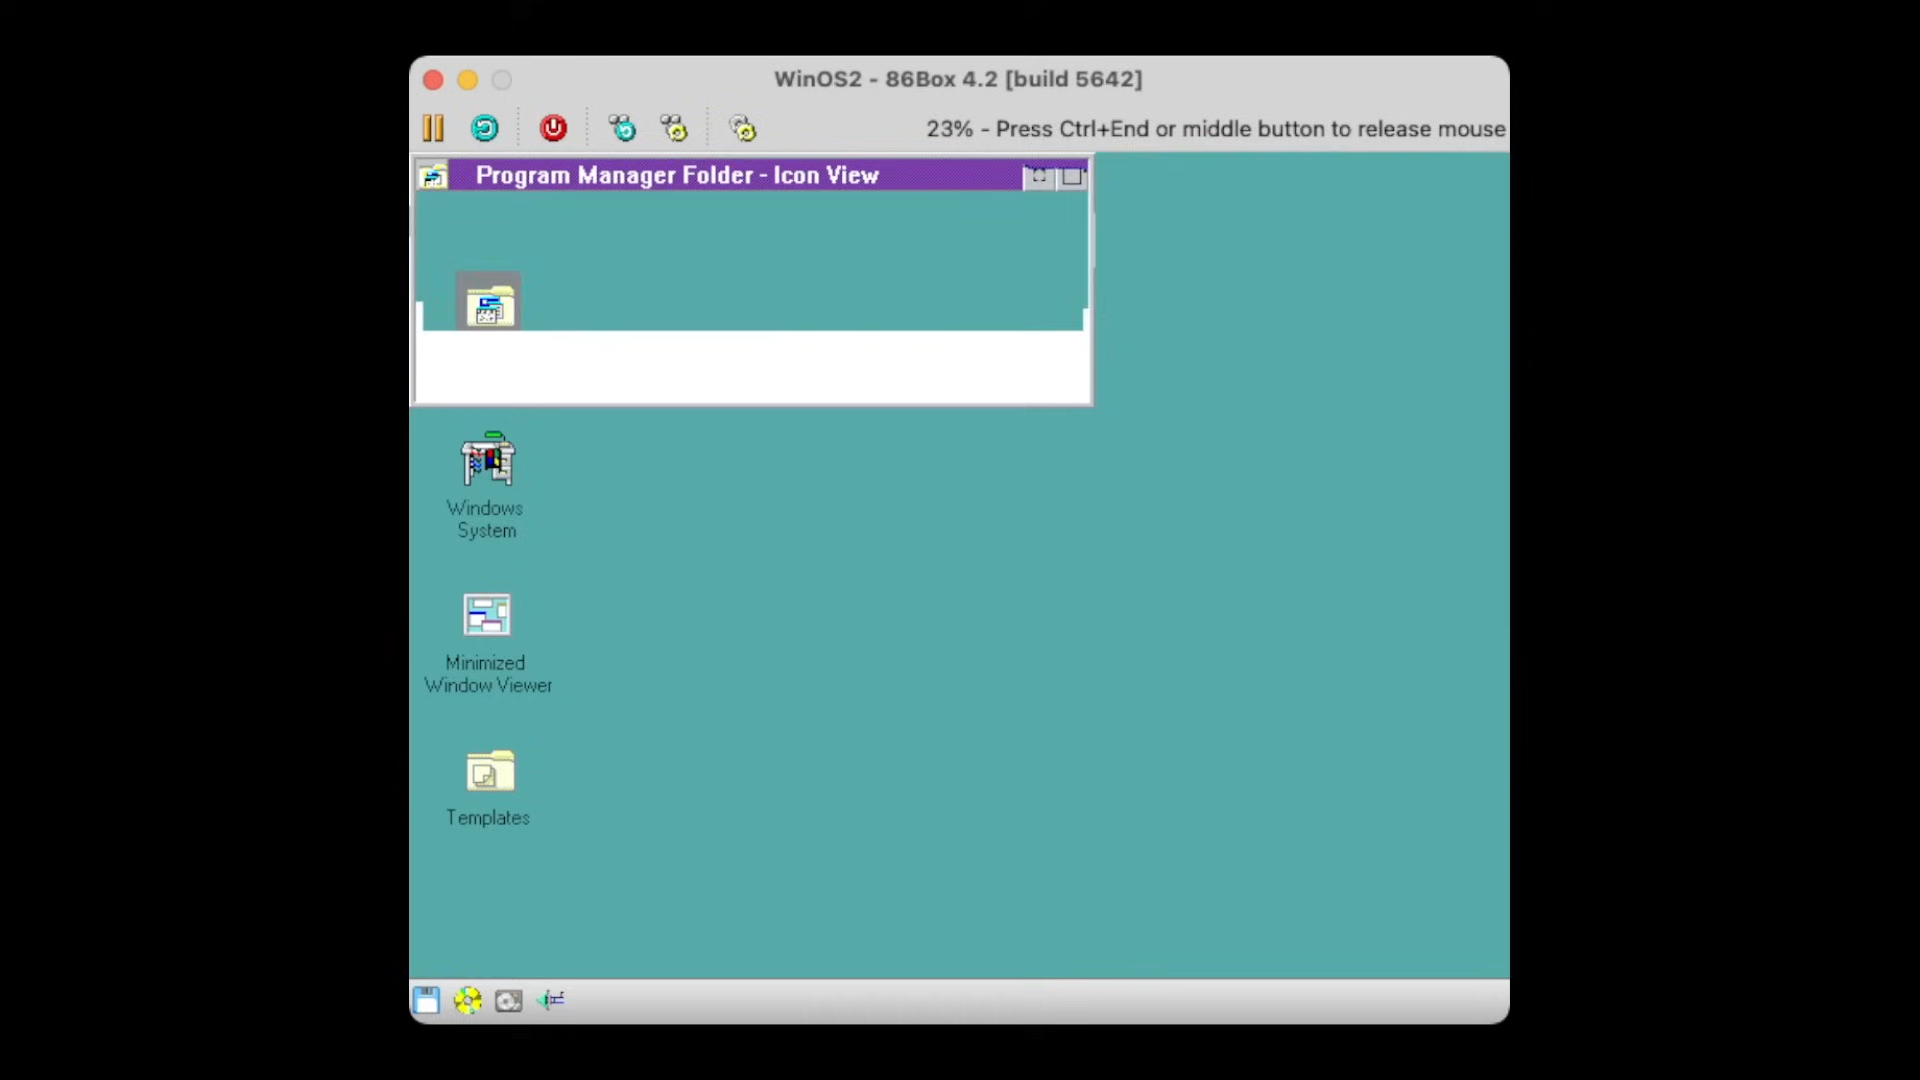 WinOS2 - 86Box 4.2 [build 5642]
23% - Press Ctrl+End or middle button to release mouse
Program Manager Folder - Icon View
Windows
System
Minimized
Window Viewer
Templates